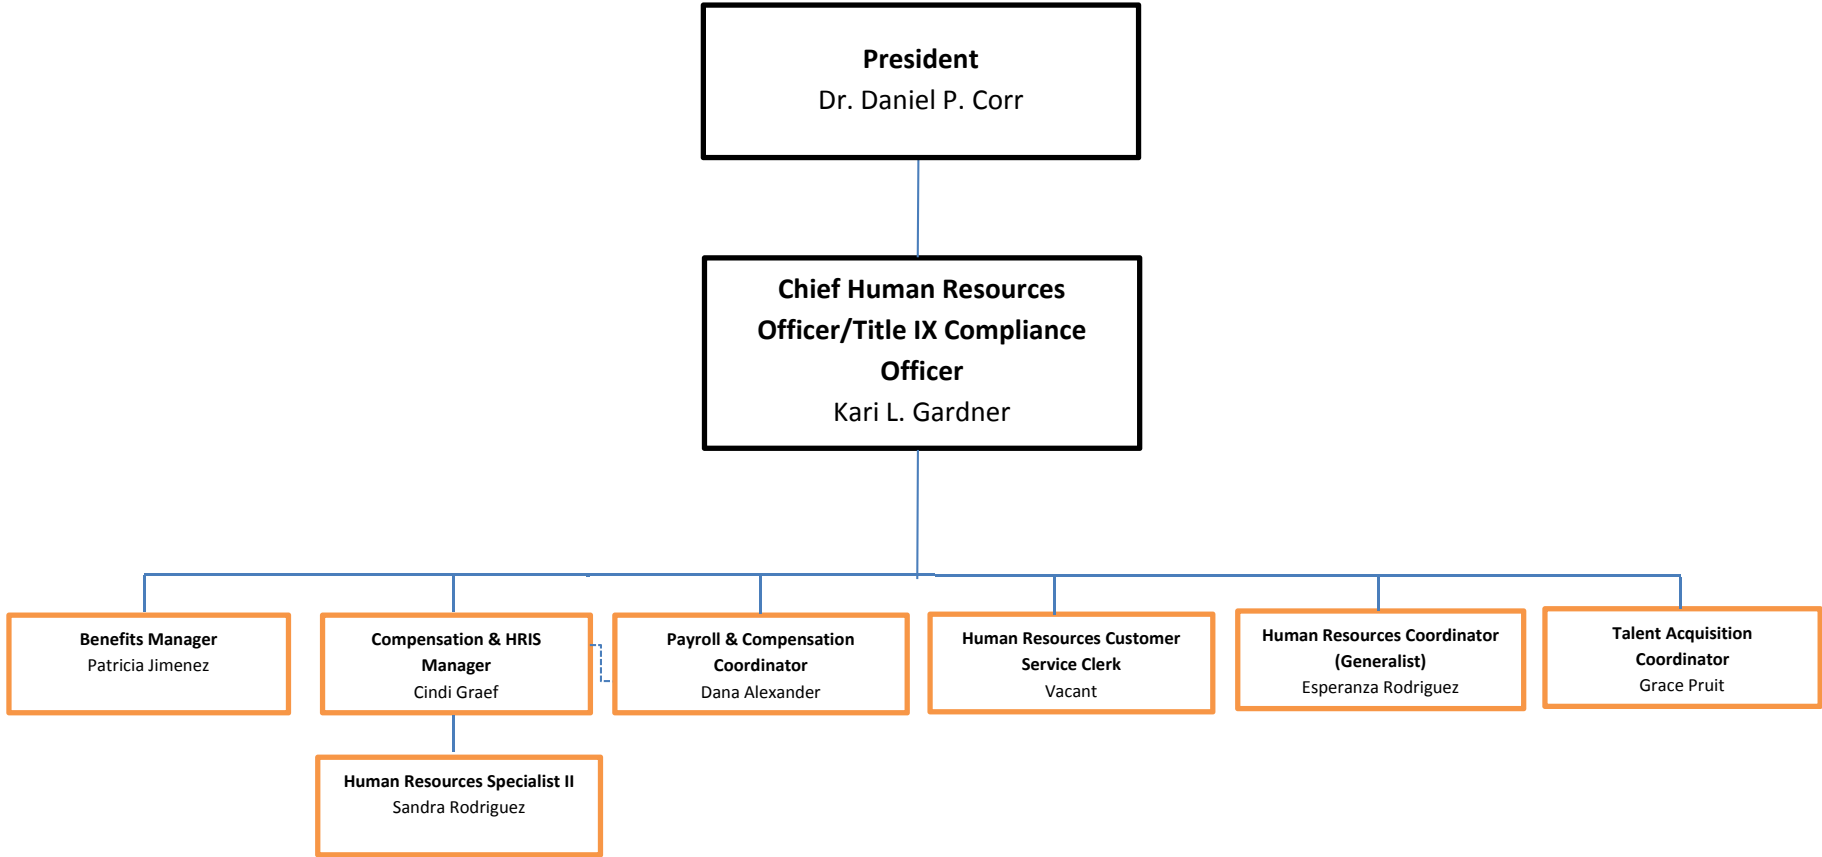 President
Dr. Daniel P. Corr
Chief Human Resources
Officer/Title IX Compliance
Officer
Kari L. Gardner
Benefits Manager
Patricia Jimenez
Compensation & HRIS
Manager
Cindi Graef
Payroll & Compensation
Coordinator
Dana Alexander
Human Resources Customer
Service Clerk
Vacant
Human Resources Coordinator
(Generalist)
Esperanza Rodriguez
Talent Acquisition
Coordinator
Grace Pruit
Human Resources Specialist II
Sandra Rodriguez